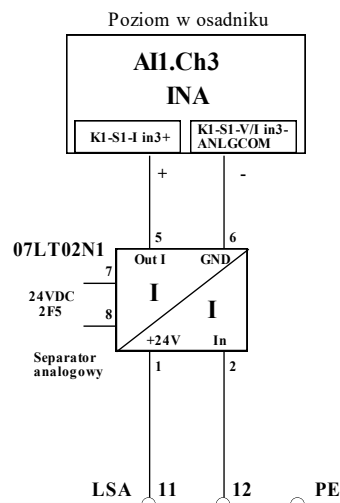 Poziom w osadniku
AI1.Ch3
INA
K1-S1-I in3+
K1-S1-V/I in3-
ANLGCOM
+ -
5 6
07LT02N1
Out I GND
7
24VDC
2F5
I
I
8
Separator
analogowy
+24V In
1 2
LSA 11 12 PE